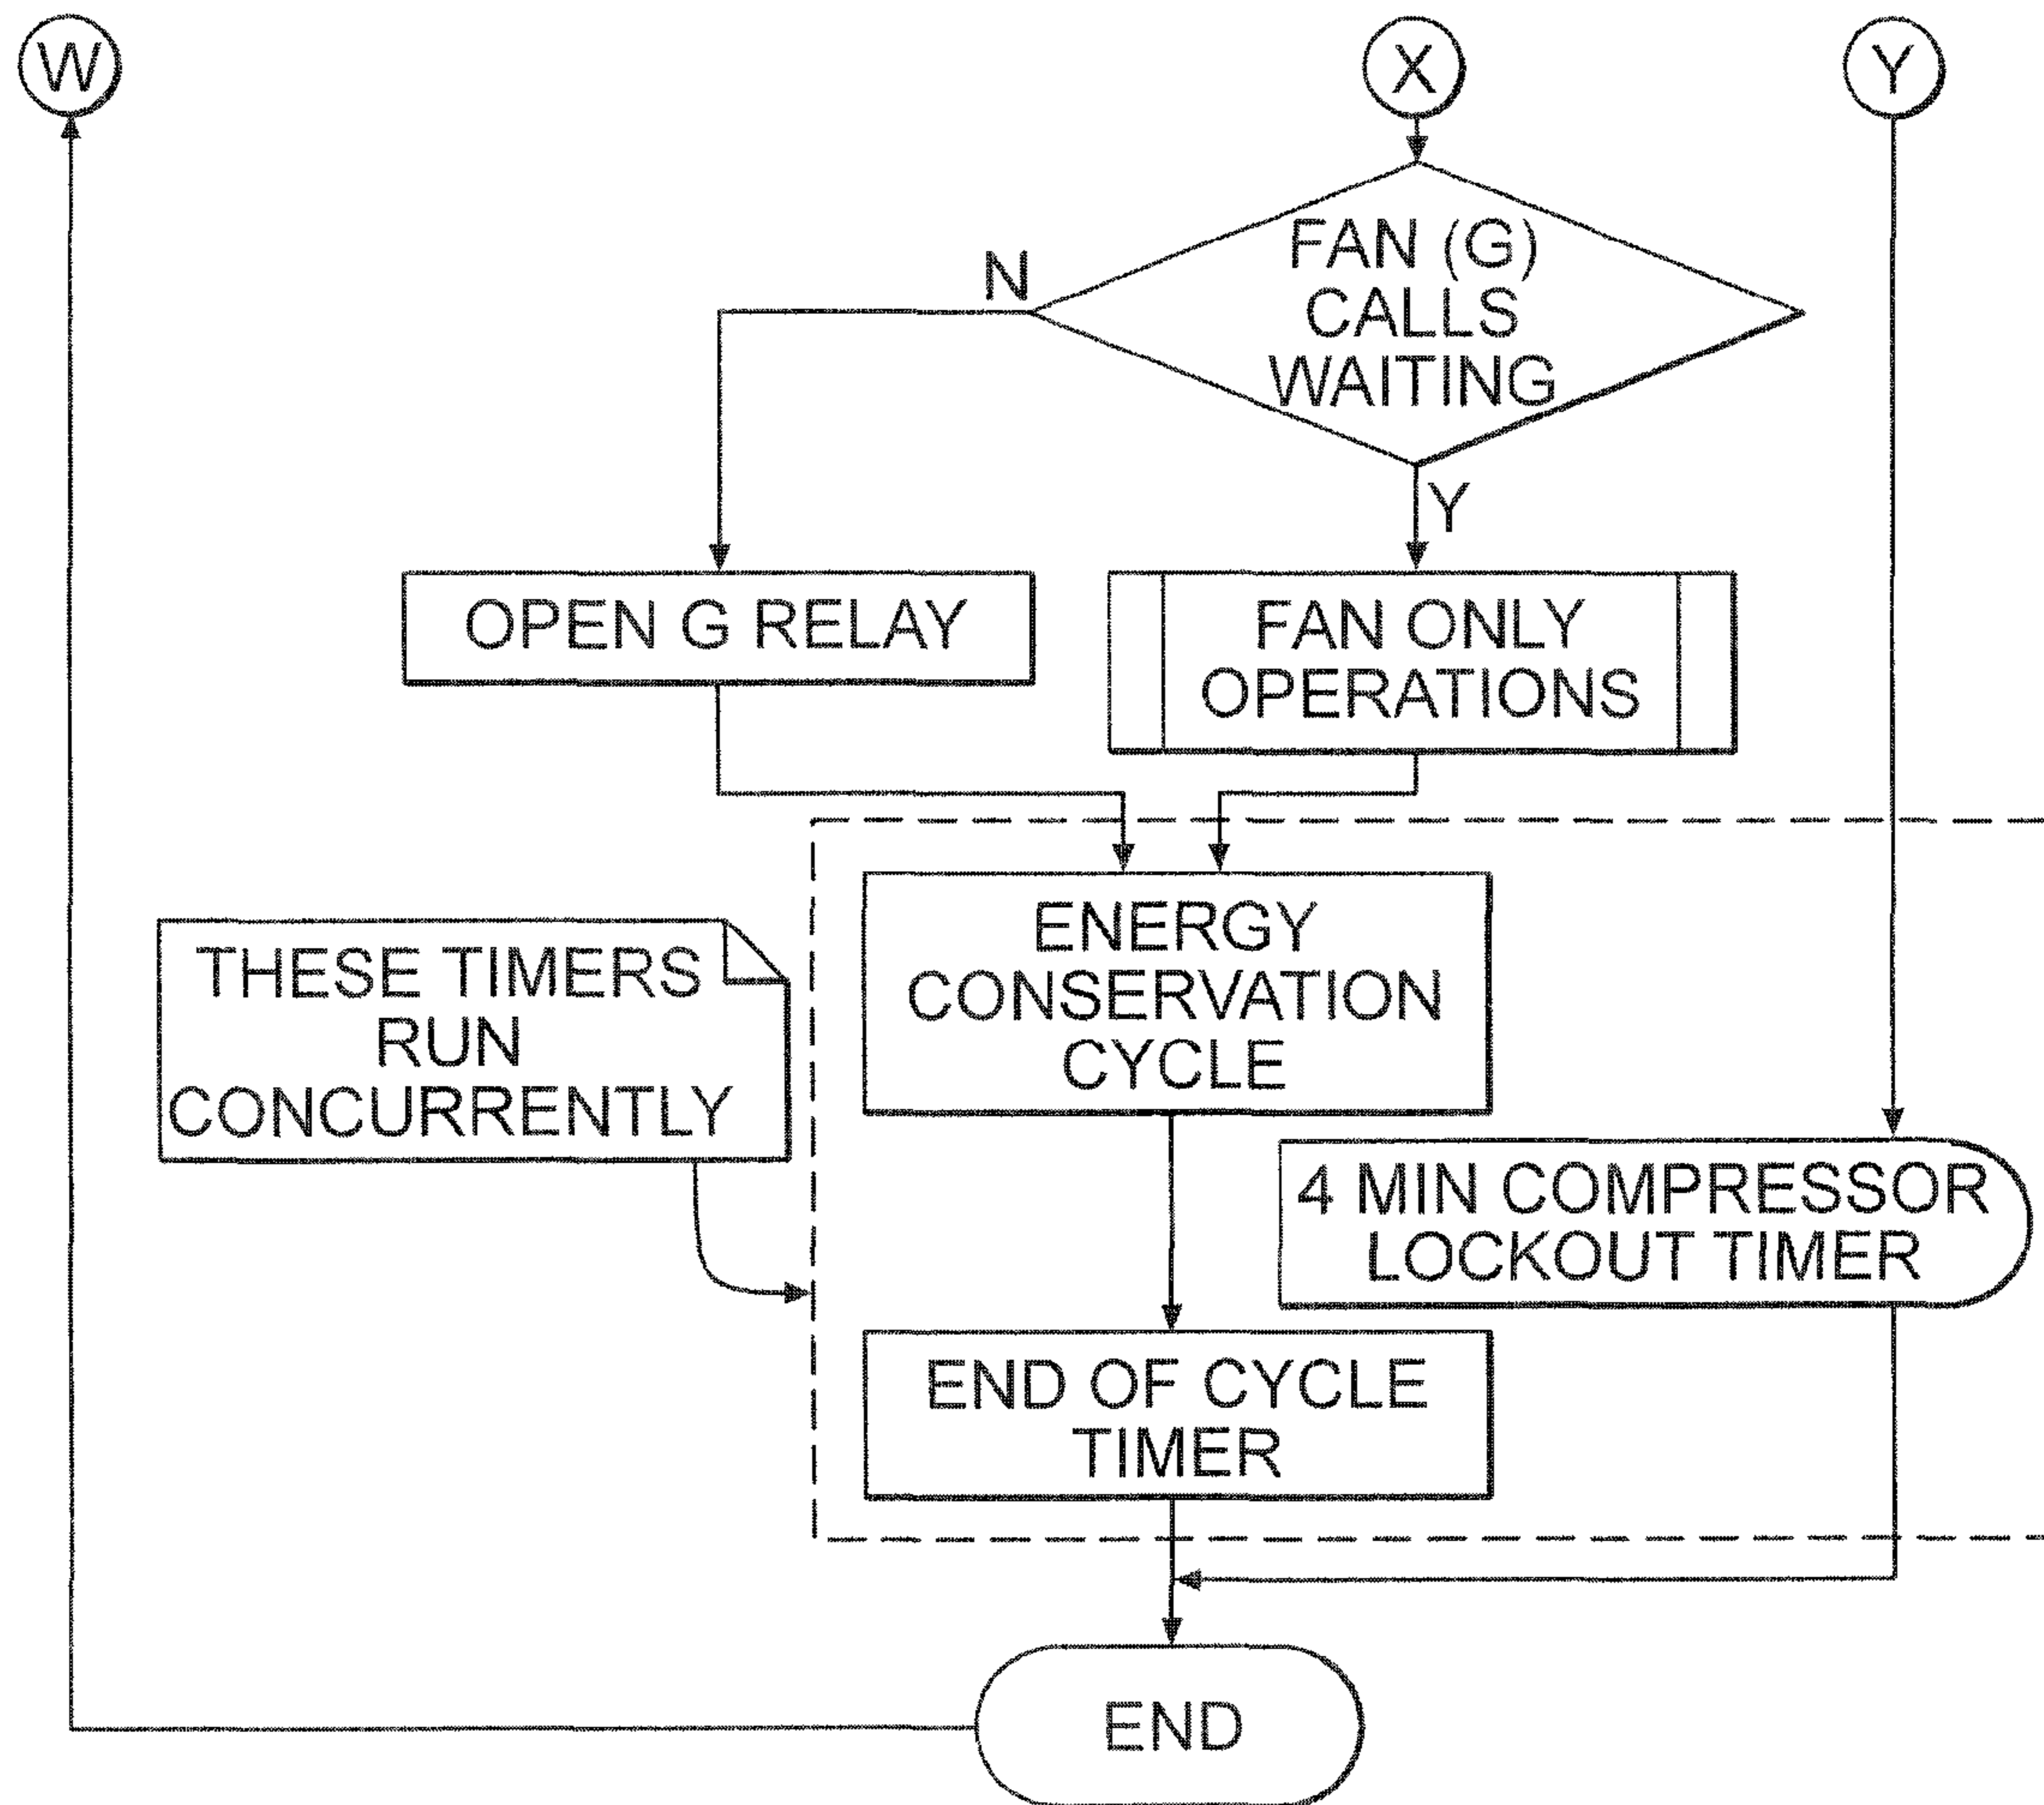 W
X
Y
FAN (G)
CALLS
WAITING
N
Y
OPEN G RELAY
FAN ONLY
OPERATIONS
ENERGY
CONSERVATION
CYCLE
THESE TIMERS
RUN
CONCURRENTLY
4 MIN COMPRESSOR
LOCKOUT TIMER
END OF CYCLE
TIMER
END